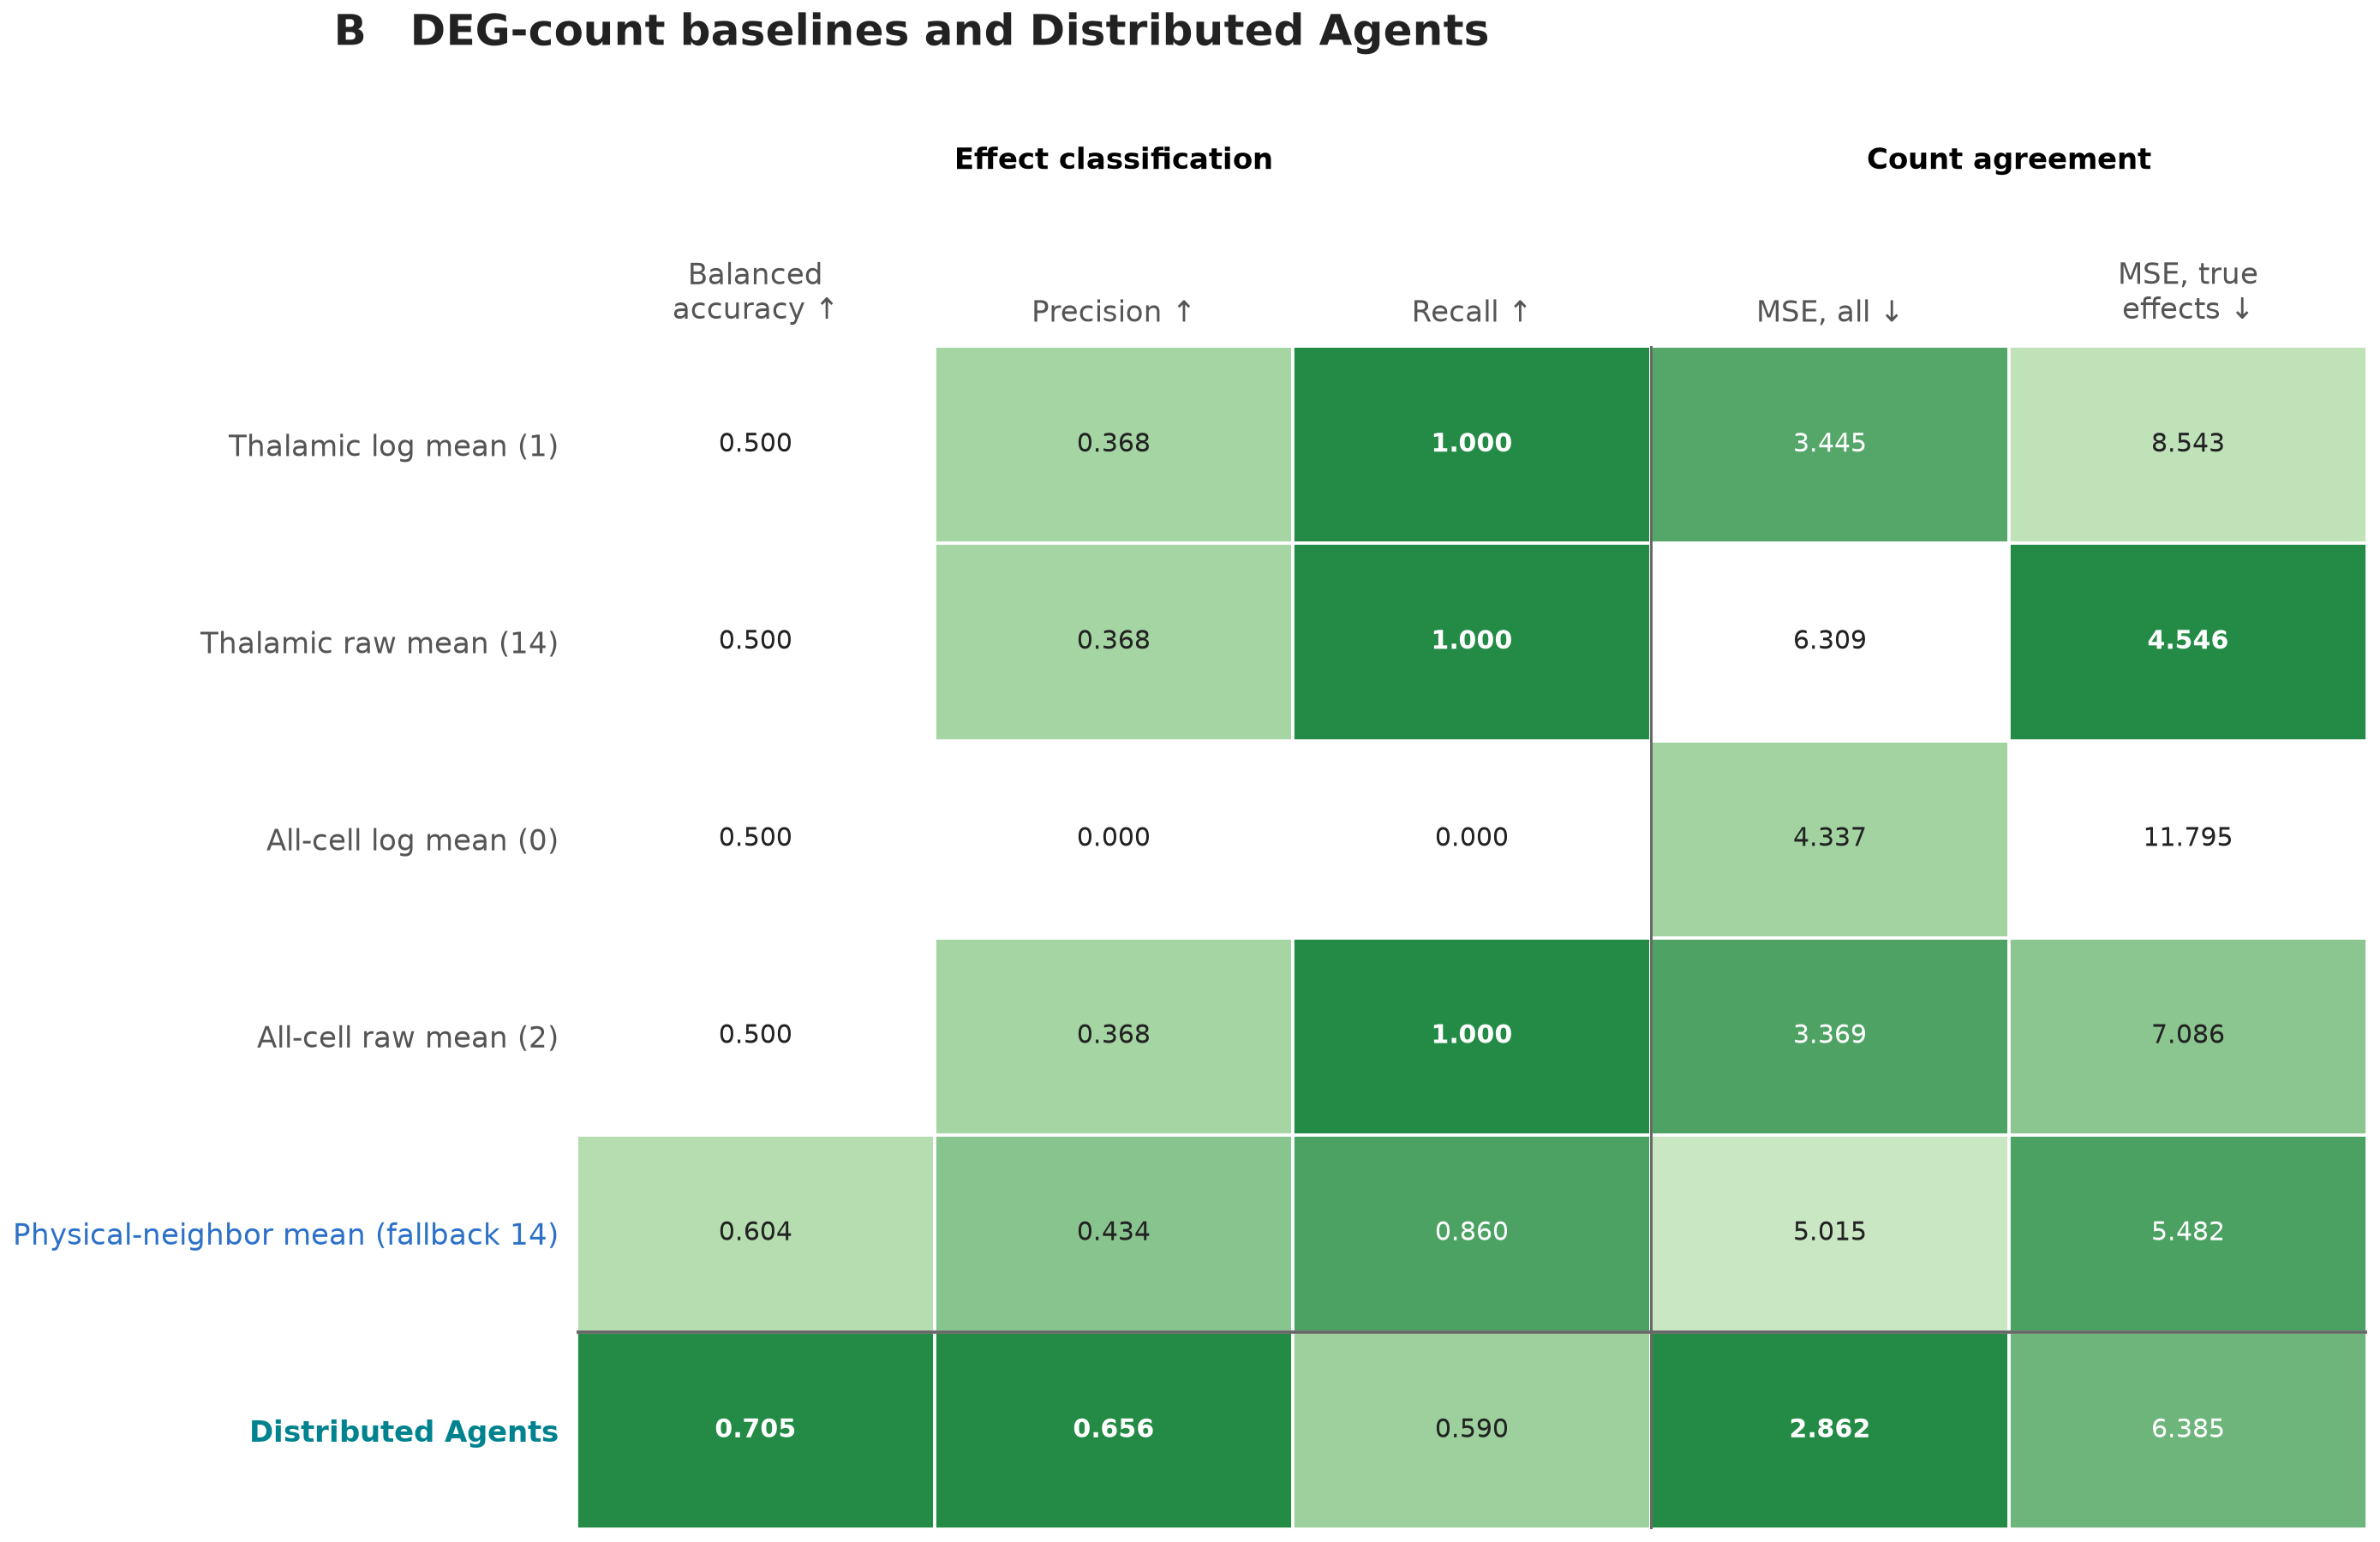 B DEG-count baselines and Distributed Agents
Effect classification Count agreement
Balanced
accuracy ↑
Precision ↑
Recall ↑
MSE, all ↓
MSE, true
effects ↓
Thalamic log mean (1) 0.500 0.368 1.000 3.445 8.543
Thalamic raw mean (14) 0.500 0.368 1.000 6.309 4.546
All-cell log mean (0) 0.500 0.000 0.000 4.337 11.795
All-cell raw mean (2) 0.500 0.368 1.000 3.369 7.086
Physical-neighbor mean (fallback 14) 0.604 0.434 0.860 5.015 5.482
Distributed Agents 0.705 0.656 0.590 2.862 6.385